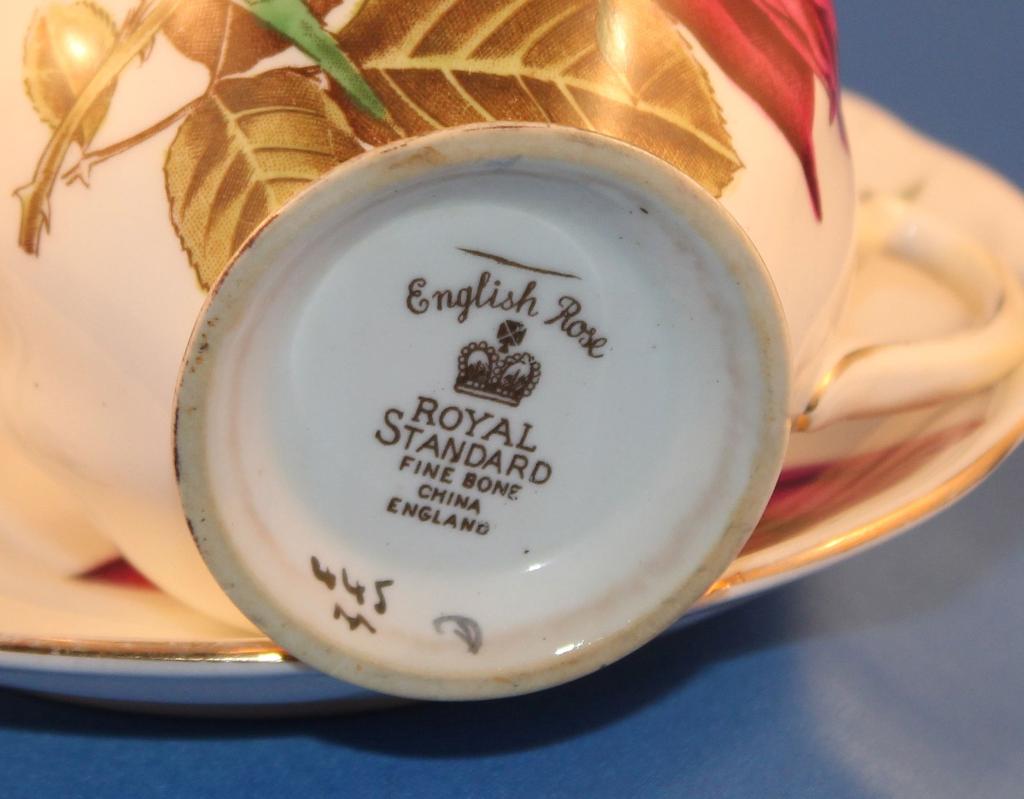 English Rose
ROYAL
STANDARD
FINE BONE
CHINA
ENGLAND
445